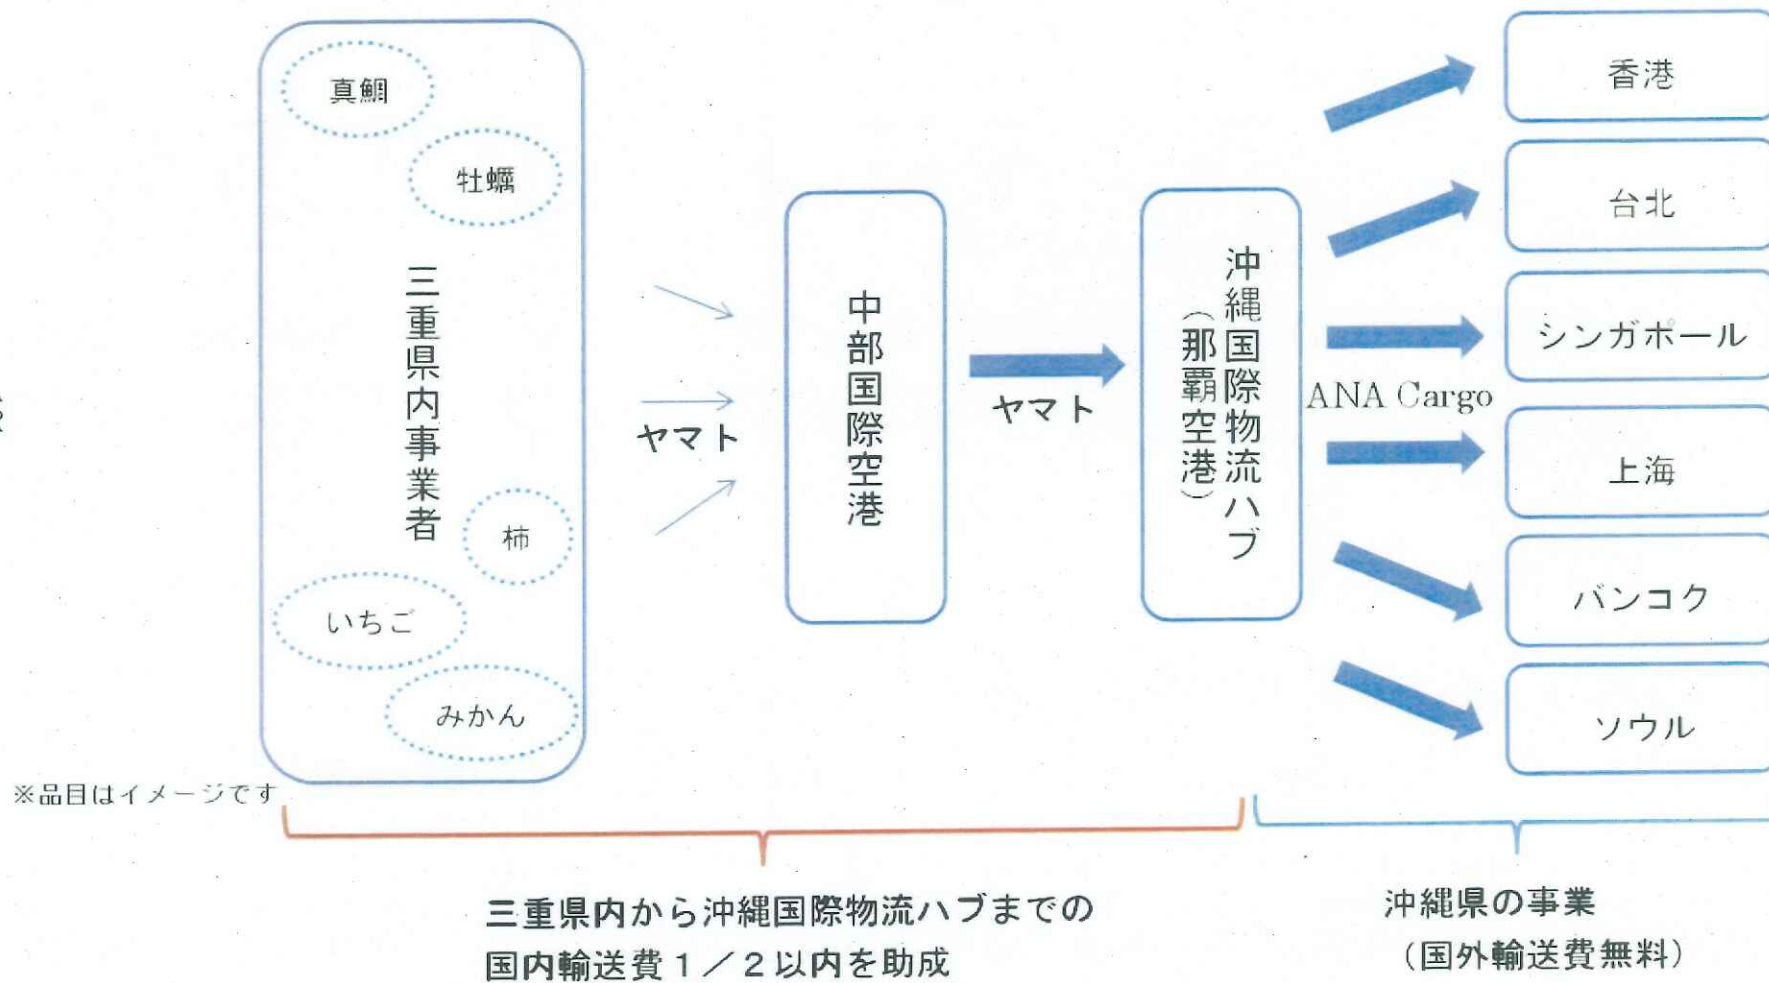 真鯛
牡蠣
三重県内事業者
柿
いちご
みかん
※品目はイメージです
ヤマト
中部国際空港
ヤマト
沖縄国際物流ハブ
（那覇空港）
ANA Cargo
香港
台北
シンガポール
上海
バンコク
ソウル
三重県内から沖縄国際物流ハブまでの
国内輸送費１／２以内を助成
沖縄県の事業
（国外輸送費無料）